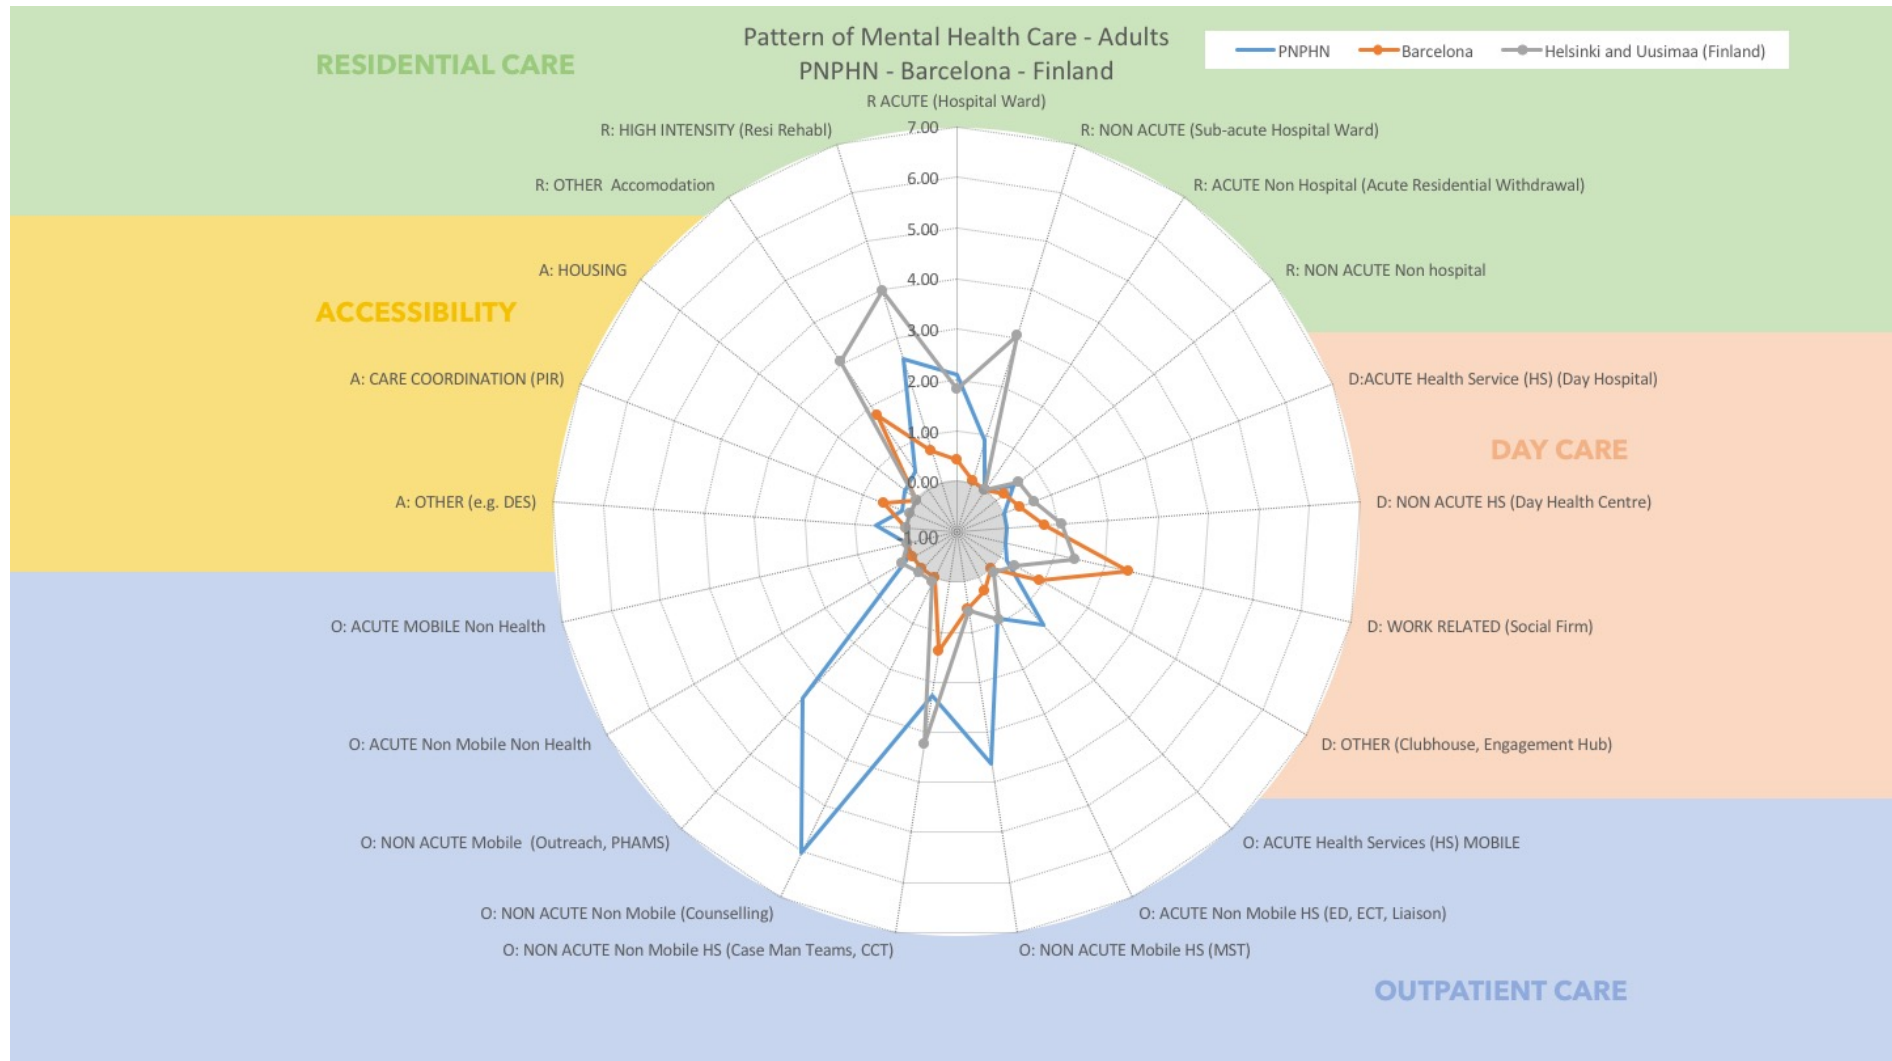 Pattern of Mental Health Care - Adults
PNPHN - Barcelona - Finland
PNPHN
Barcelona
Helsinki and Uusimaa (Finland)
RESIDENTIAL CARE
R ACUTE (Hospital Ward)
R: HIGH INTENSITY (Resi Rehabl)
R: NON ACUTE (Sub-acute Hospital Ward)
R: OTHER  Accomodation
R: ACUTE Non Hospital (Acute Residential Withdrawal)
A: HOUSING
R: NON ACUTE Non hospital
ACCESSIBILITY
A: CARE COORDINATION (PIR)
D:ACUTE Health Service (HS) (Day Hospital)
DAY CARE
A: OTHER (e.g. DES)
D: NON ACUTE HS (Day Health Centre)
O: ACUTE MOBILE Non Health
D: WORK RELATED (Social Firm)
O: ACUTE Non Mobile Non Health
D: OTHER (Clubhouse, Engagement Hub)
O: NON ACUTE Mobile  (Outreach, PHAMS)
O: ACUTE Health Services (HS) MOBILE
O: NON ACUTE Non Mobile (Counselling)
O: ACUTE Non Mobile HS (ED, ECT, Liaison)
O: NON ACUTE Non Mobile HS (Case Man Teams, CCT)
O: NON ACUTE Mobile HS (MST)
OUTPATIENT CARE
7.00
6.00
5.00
4.00
3.00
2.00
1.00
0.00
1.00